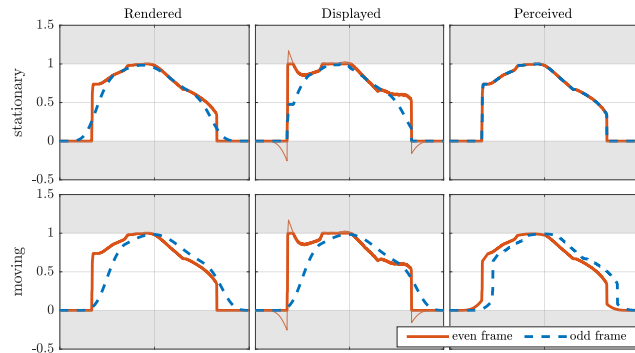 Rendered Displayed Perceived
1.5
1
0.5
0
-0.5
stationary
1.5
1
0.5
0
-0.5
moving
even frame odd frame